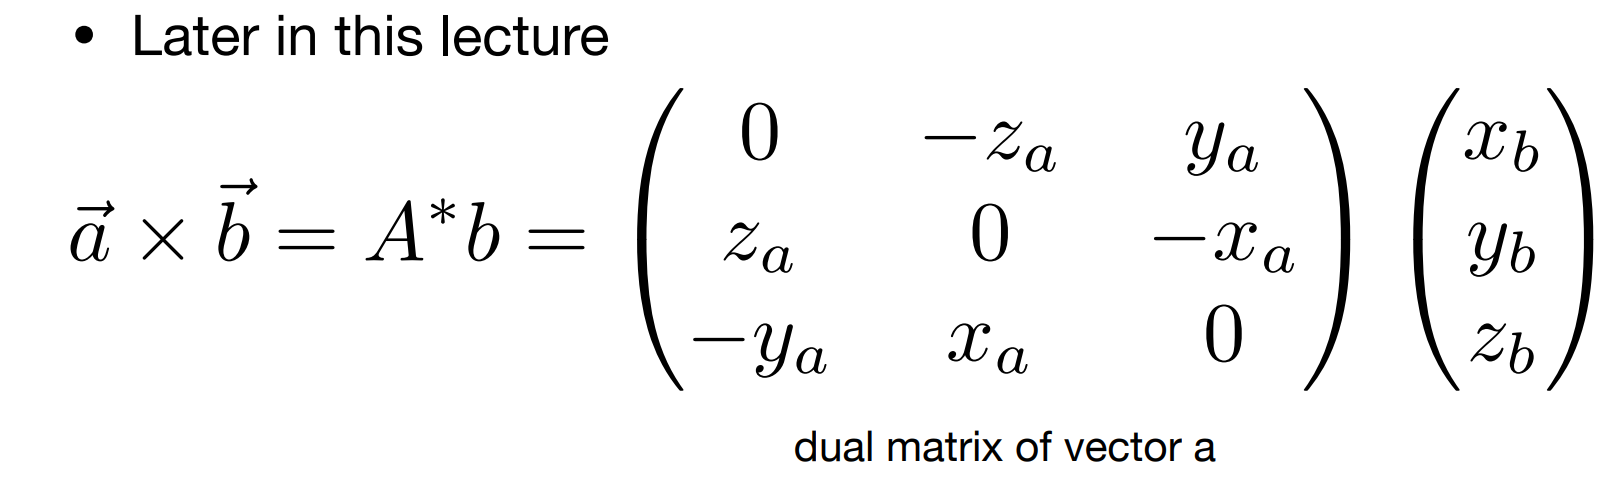 • Later in this lecture
$\vec{a} \times \vec{b} = A^* b = \begin{pmatrix} 0 & -z_a & y_a \\ z_a & 0 & -x_a \\ -y_a & x_a & 0 \end{pmatrix} \begin{pmatrix} x_b \\ y_b \\ z_b \end{pmatrix}$
dual matrix of vector a